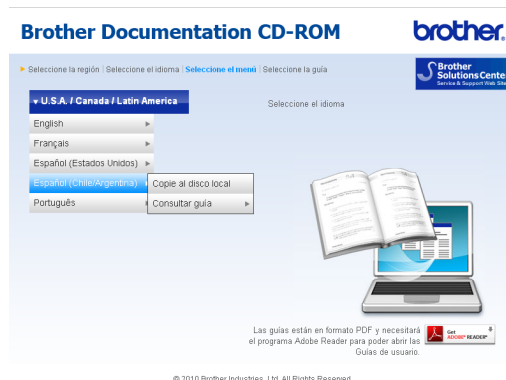 Brother Documentation CD-ROM
brother.
Seleccione la región | Seleccione el idioma | Seleccione el menú | Seleccione la guía
Brother
Solutions Center
Service & Support Web Site
U.S.A. / Canada / Latin America
Seleccione el idioma
English
Français
Español (Estados Unidos)
Español (Chile/Argentina)
Copie al disco local
Português
Consultar guía
Las guías están en formato PDF y necesitará
el programa Adobe Reader para poder abrir las
Guías de usuario.
Get
ADOBE® READER®
© 2010 Brother Industries, Ltd. All Rights Reserved.